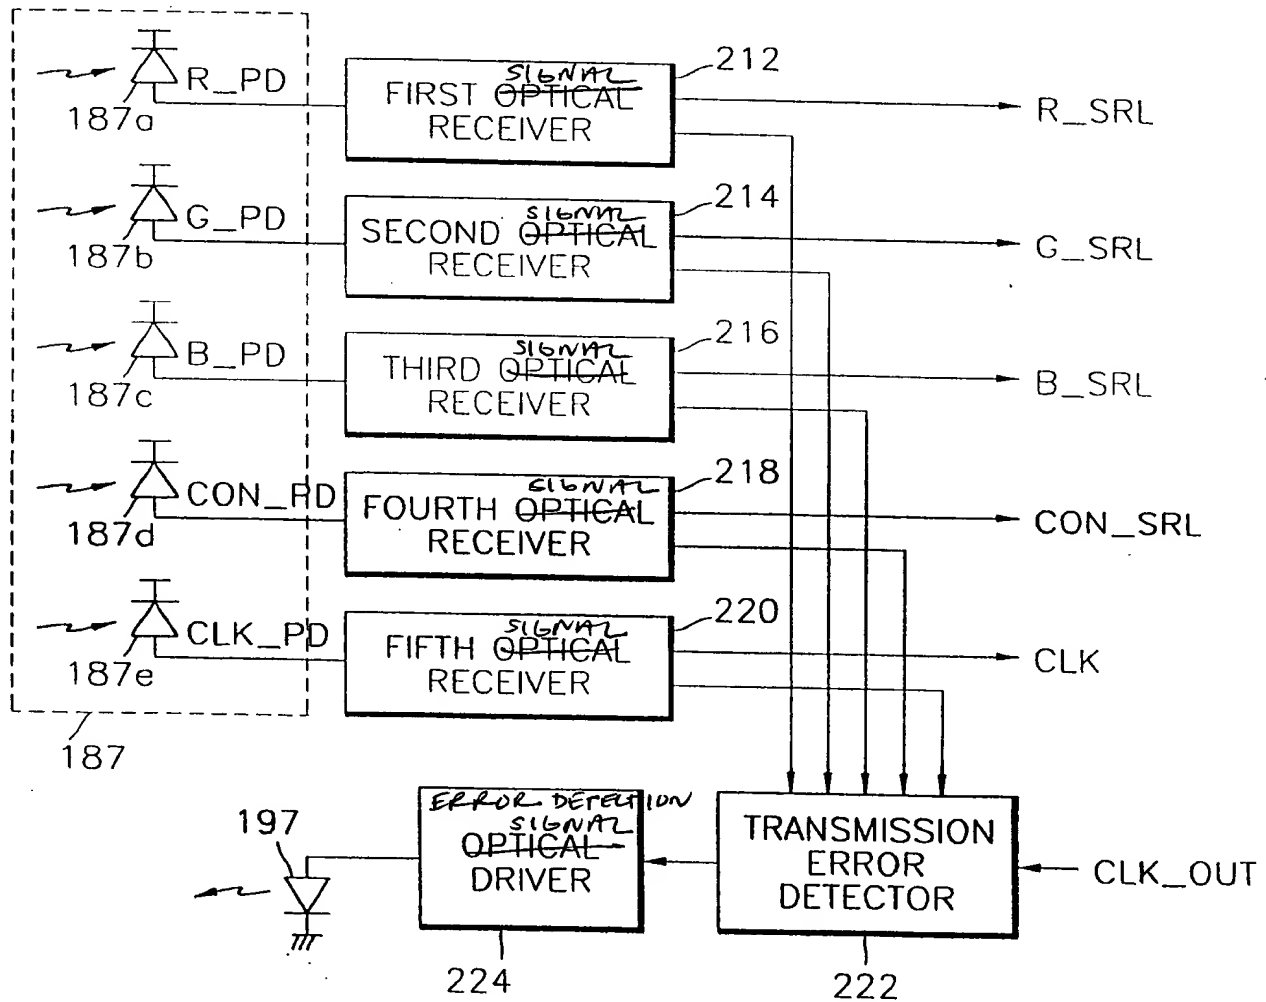 R_PD
187a
SIGNAL
FIRST OPTICAL
RECEIVER
212
R_SRL
G_PD
187b
SIGNAL
SECOND OPTICAL
RECEIVER
214
G_SRL
B_PD
187c
SIGNAL
THIRD OPTICAL
RECEIVER
216
B_SRL
CON_PD
187d
SIGNAL
FOURTH OPTICAL
RECEIVER
218
CON_SRL
CLK_PD
187e
SIGNAL
FIFTH OPTICAL
RECEIVER
220
CLK
187
197
ERROR DETECTION
SIGNAL
OPTICAL
DRIVER
224
TRANSMISSION
ERROR
DETECTOR
222
CLK_OUT